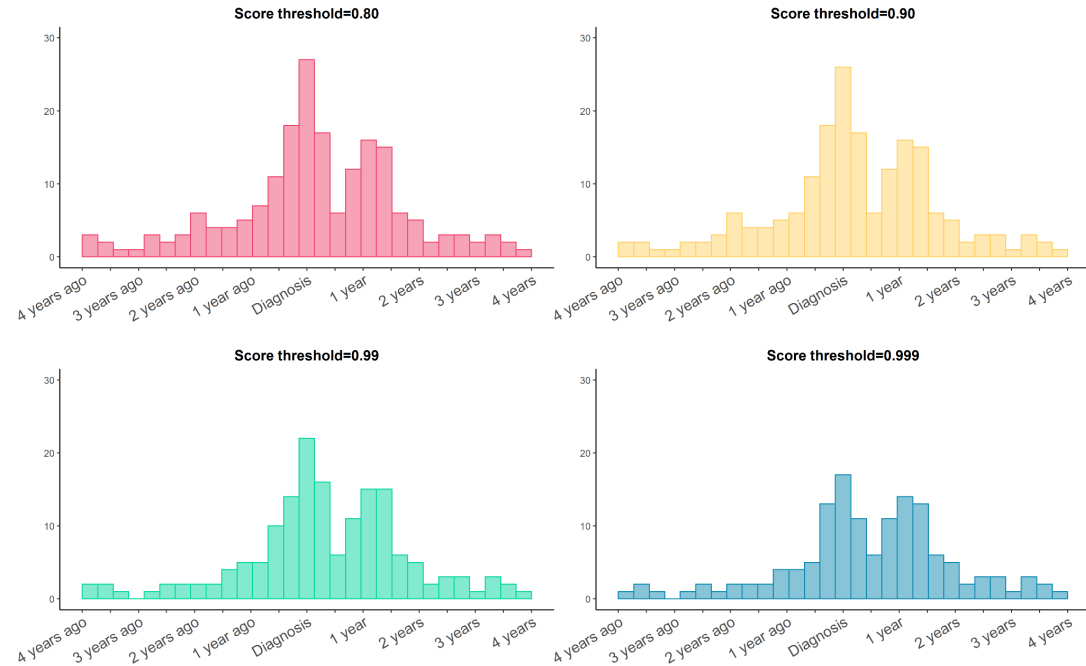 Score threshold=0.80
30
20
10
0
4 years ago
3 years ago
2 years ago
1 year ago
Diagnosis
1 year
2 years
3 years
4 years
Score threshold=0.90
30
20
10
0
4 years ago
3 years ago
2 years ago
1 year ago
Diagnosis
1 year
2 years
3 years
4 years
Score threshold=0.99
30
20
10
0
4 years ago
3 years ago
2 years ago
1 year ago
Diagnosis
1 year
2 years
3 years
4 years
Score threshold=0.999
30
20
10
0
4 years ago
3 years ago
2 years ago
1 year ago
Diagnosis
1 year
2 years
3 years
4 years